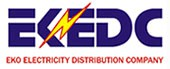 EKEDC
EKO ELECTRICITY DISTRIBUTION COMPANY